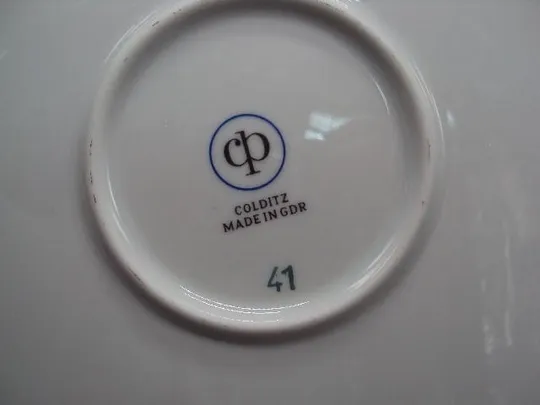 cp
COLDITZ
MADE IN GDR
41